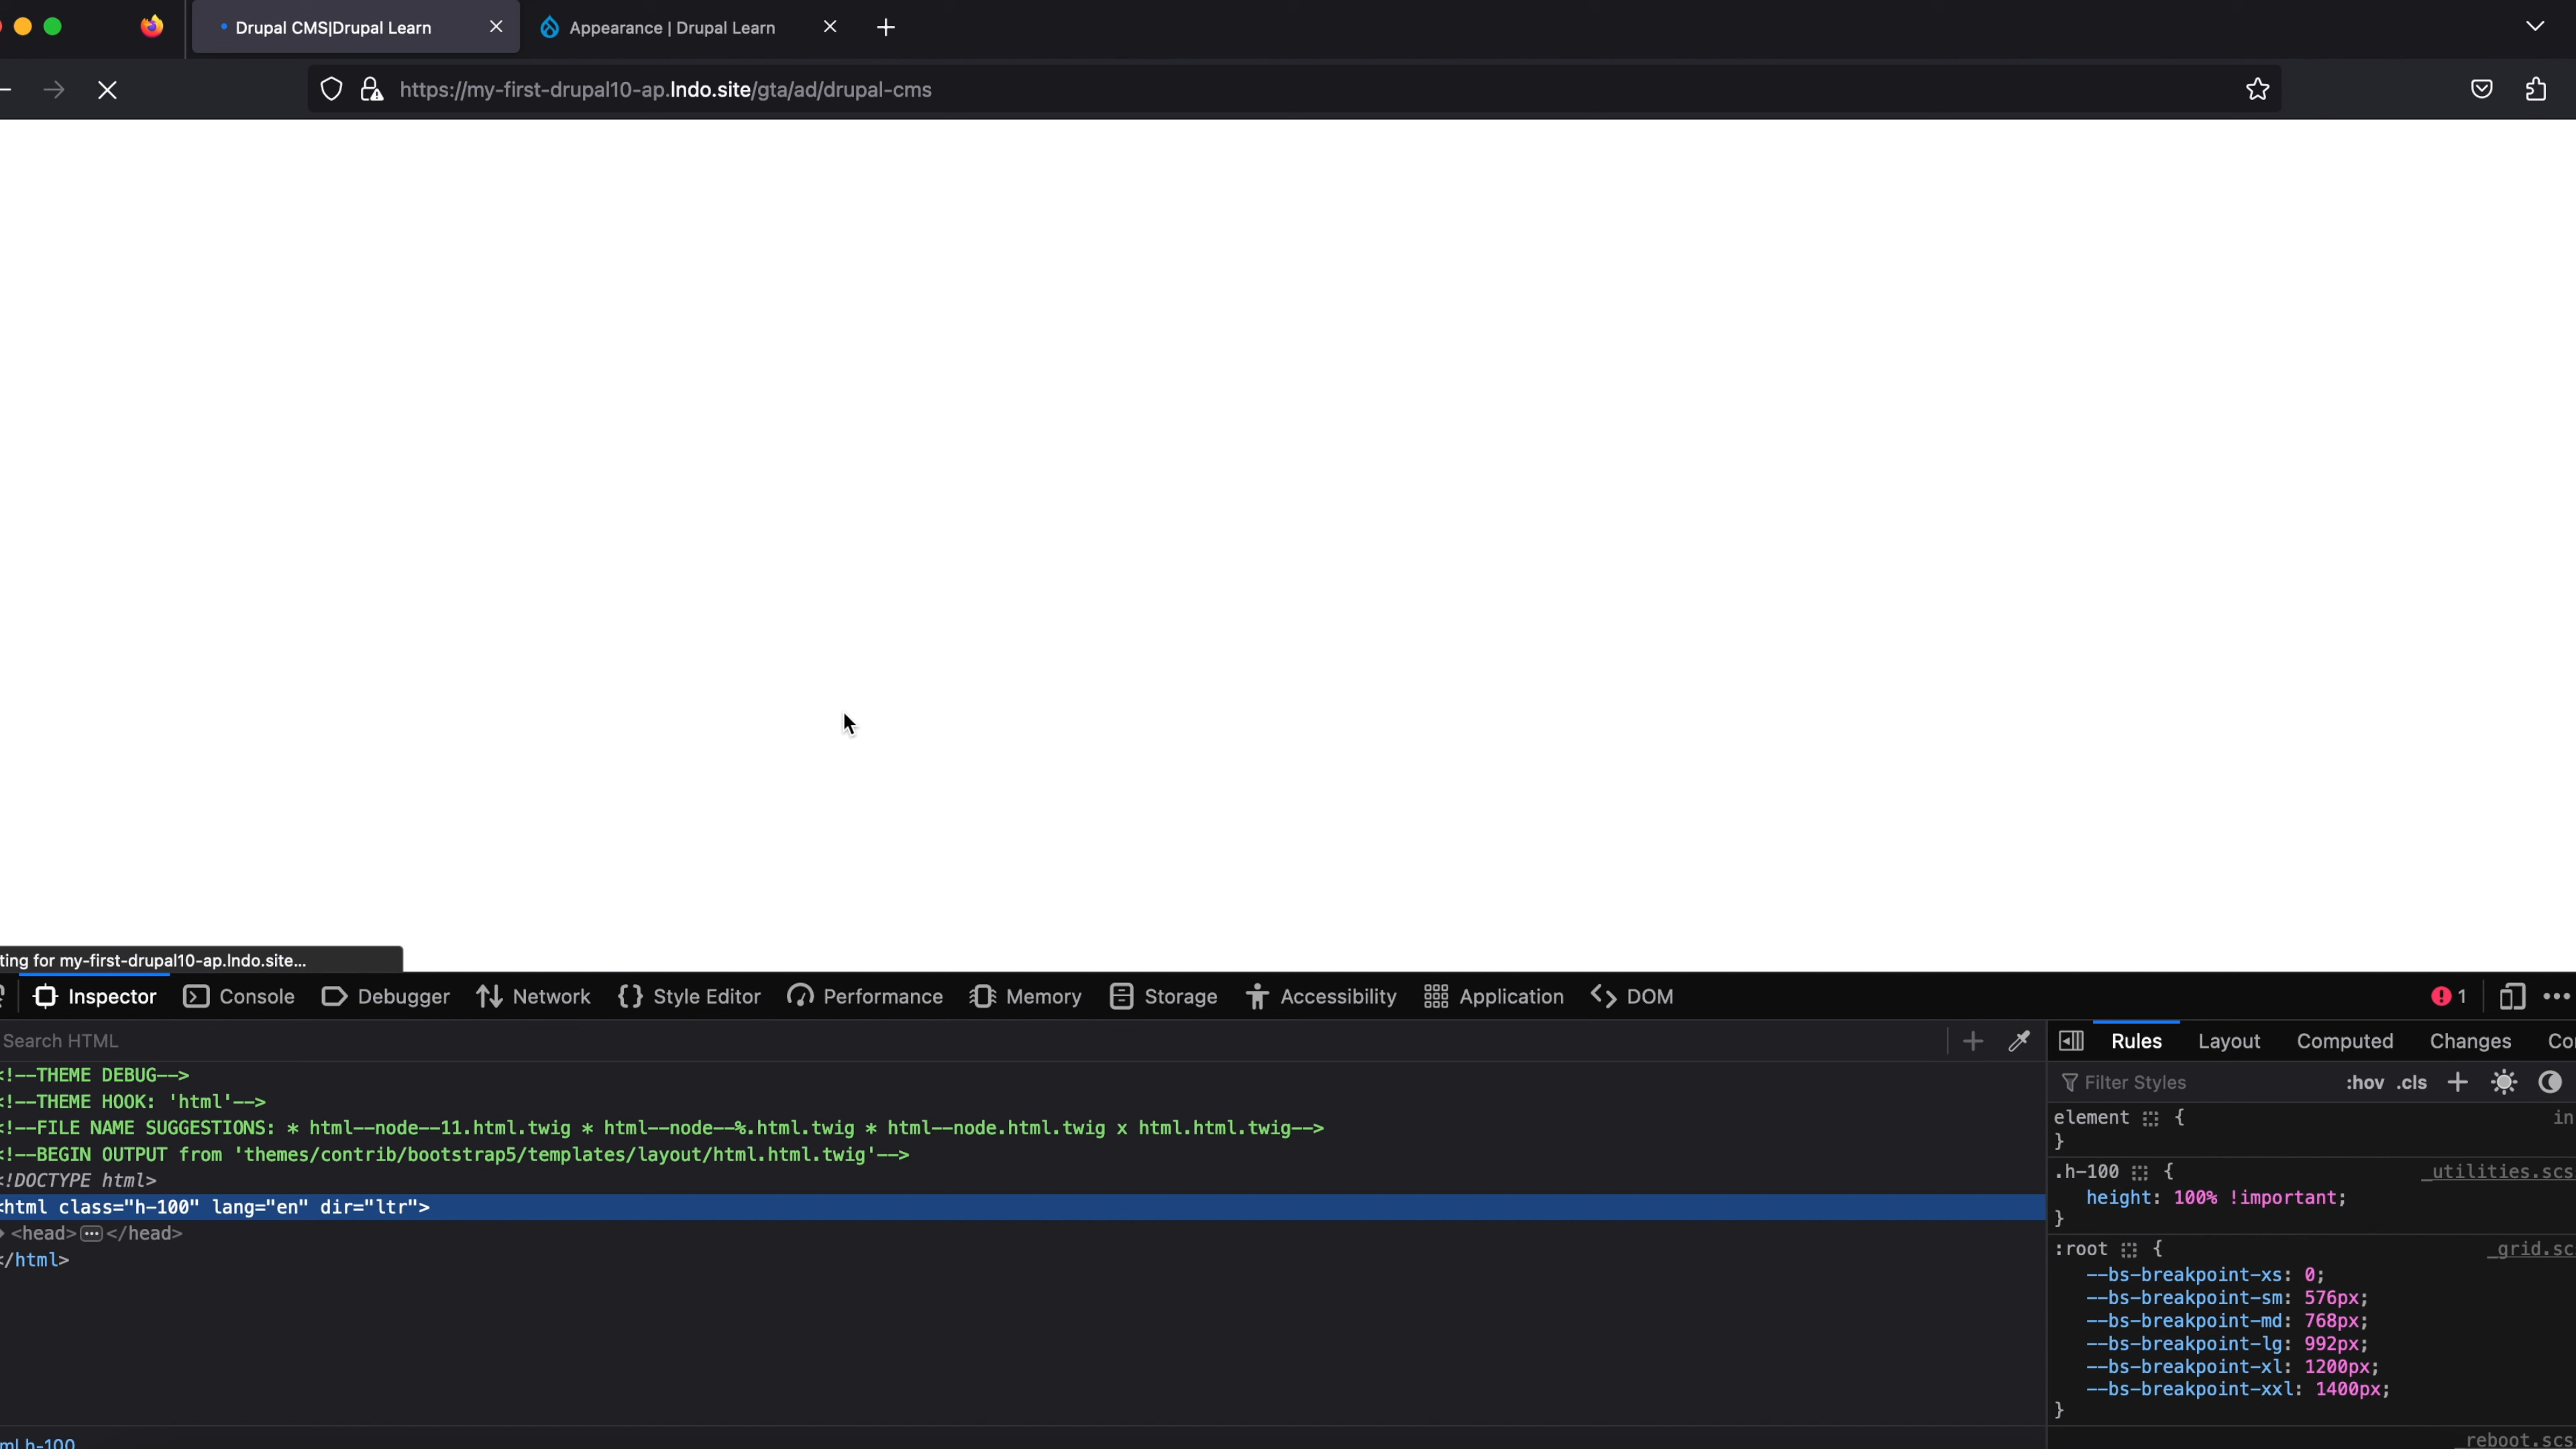 Drupal CMS|Drupal Learn
Appearance | Drupal Learn
https://my-first-drupal10-ap.lndo.site/gta/ad/drupal-cms
ting for my-first-drupal10-ap.lndo.site...
Inspector Console Debugger Network Style Editor Performance Memory Storage Accessibility Application DOM 1
Search HTML
Rules Layout Computed Changes Co
<!--THEME DEBUG-->
<!--THEME HOOK: 'html'-->
<!--FILE NAME SUGGESTIONS: * html--node--11.html.twig * html--node--%.html.twig * html--node.html.twig x html.html.twig-->
<!--BEGIN OUTPUT from 'themes/contrib/bootstrap5/templates/layout/html.html.twig'-->
<!DOCTYPE html>
<html class="h-100" lang="en" dir="ltr">
<head></head>
</html>
Filter Styles :hov .cls
element { in
}
.h-100 { _utilities.scs
height: 100% !important;
}
:root { _grid.sc
--bs-breakpoint-xs: 0;
--bs-breakpoint-sm: 576px;
--bs-breakpoint-md: 768px;
--bs-breakpoint-lg: 992px;
--bs-breakpoint-xl: 1200px;
--bs-breakpoint-xxl: 1400px;
}
_reboot.scs
ml.h-100